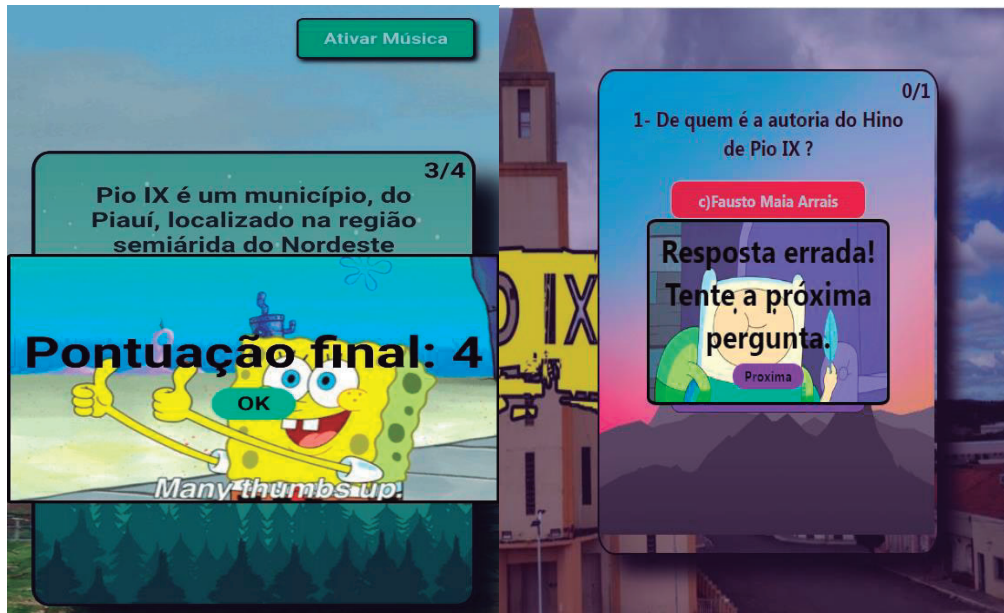 Ativar Música
3/4
Pio IX é um município, do
Piauí, localizado na região
semiárida do Nordeste
Pontuação final: 4
OK
Many thumbs up.
0/1
1- De quem é a autoria do Hino
de Pio IX ?
c)Fausto Maia Arrais
Resposta errada!
Tente a próxima
pergunta.
Proxima
O IX